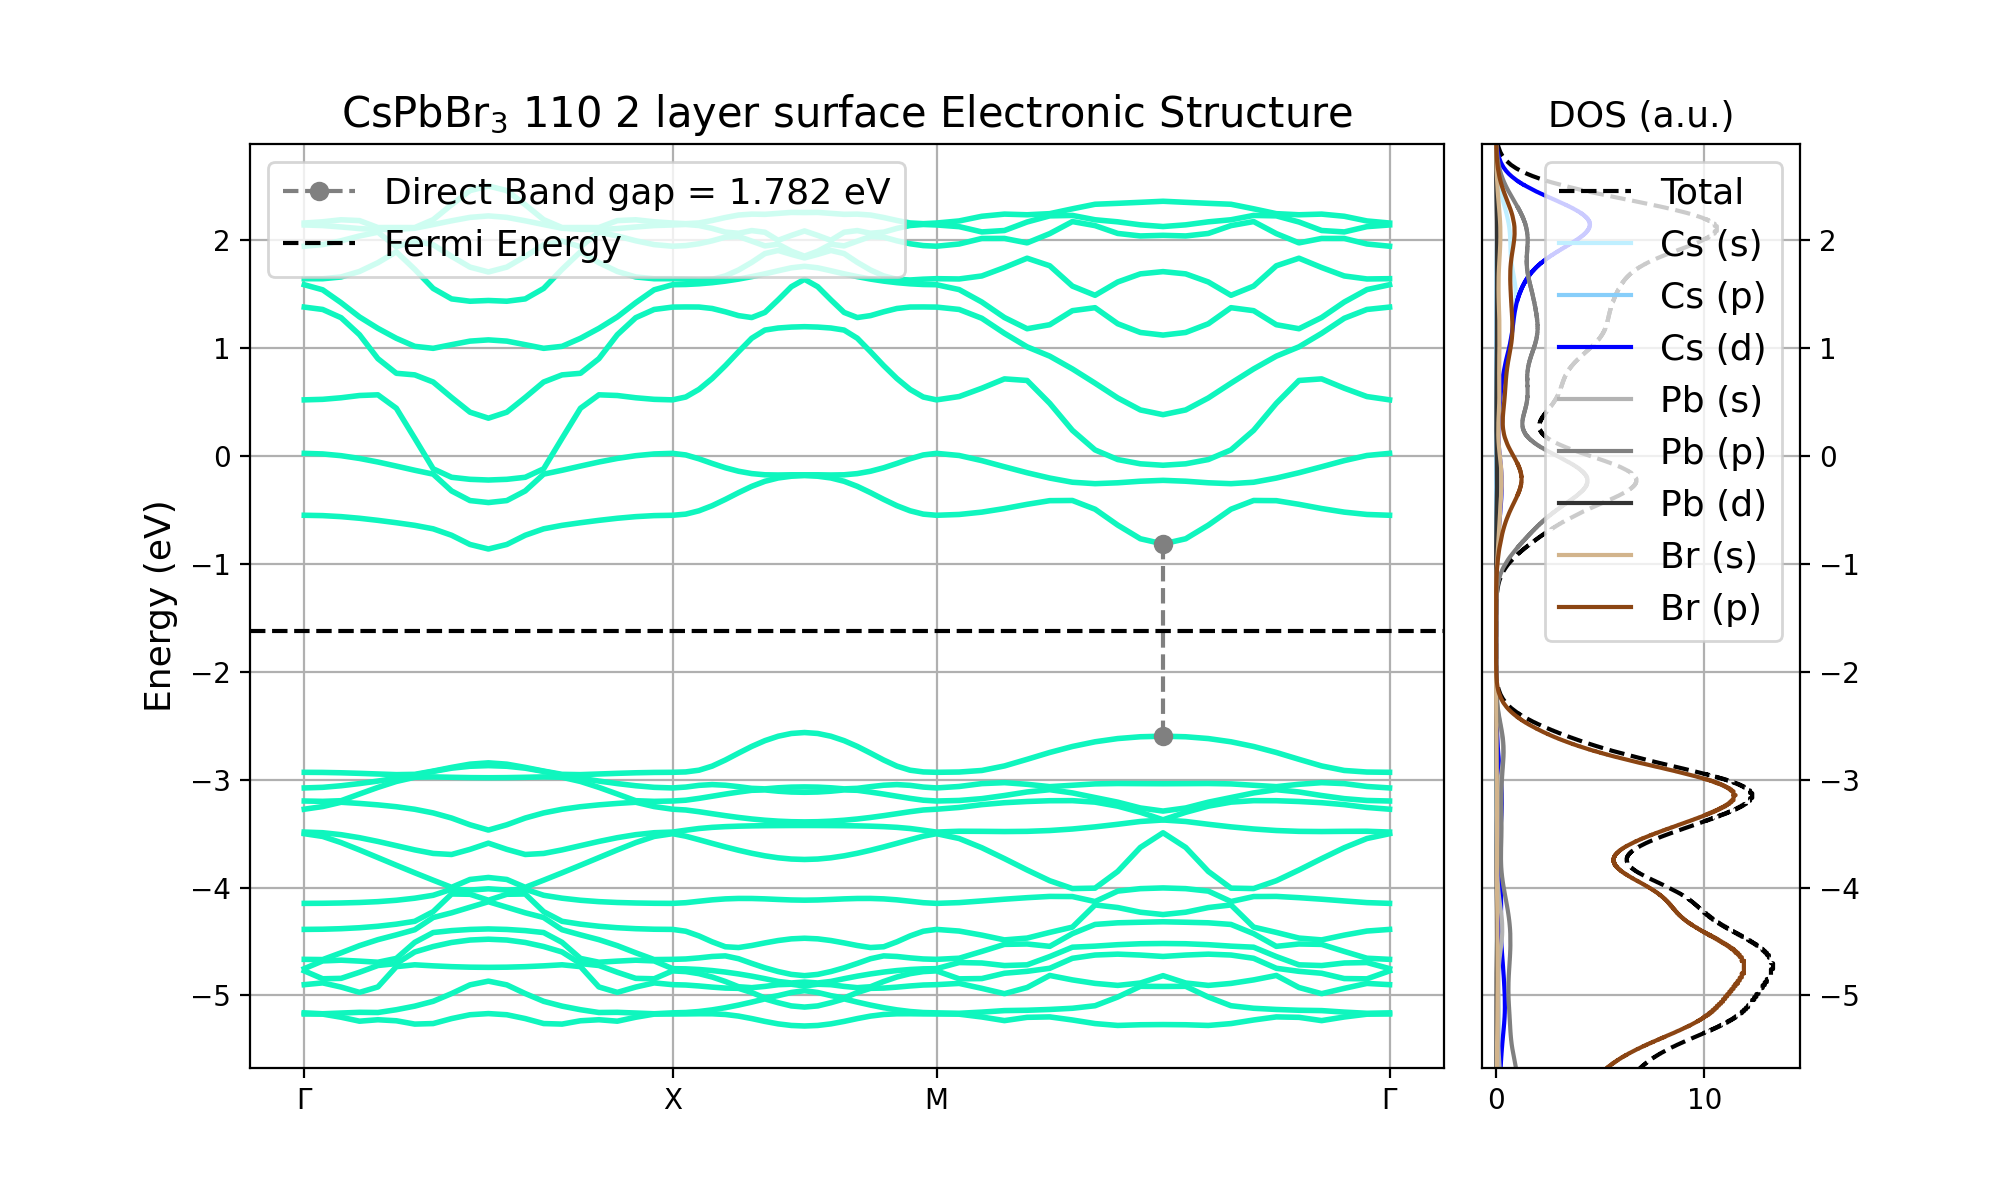 CsPbBr₃ 110 2 layer surface Electronic Structure
DOS (a.u.)
Direct Band gap = 1.782 eV
Fermi Energy
Energy (eV)
2
1
0
−1
−2
−3
−4
−5
Γ
X
M
Γ
Total
Cs (s)
Cs (p)
Cs (d)
Pb (s)
Pb (p)
Pb (d)
Br (s)
Br (p)
2
1
0
−1
−2
−3
−4
−5
0
10